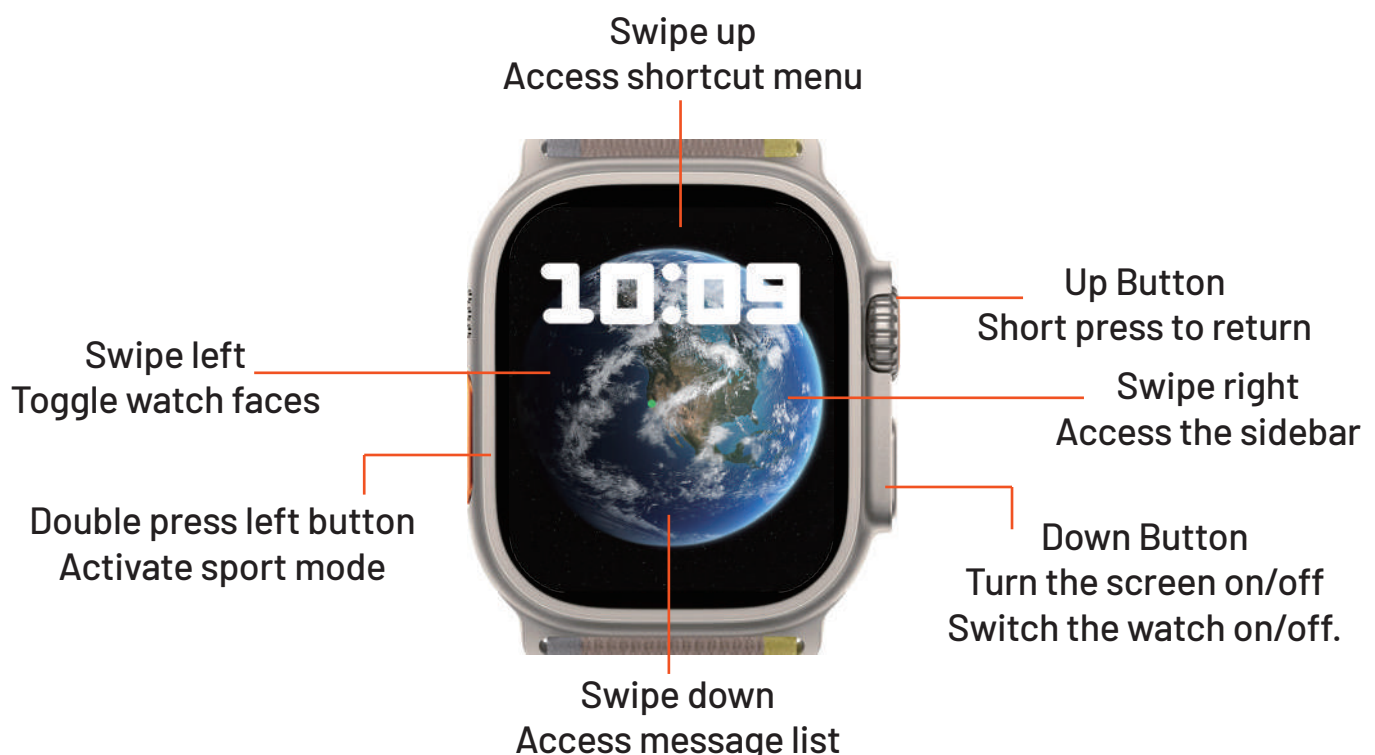 Swipe up
Access shortcut menu
10:09
Up Button
Short press to return
Swipe left
Toggle watch faces
Swipe right
Access the sidebar
Double press left button
Activate sport mode
Down Button
Turn the screen on/off
Switch the watch on/off.
Swipe down
Access message list